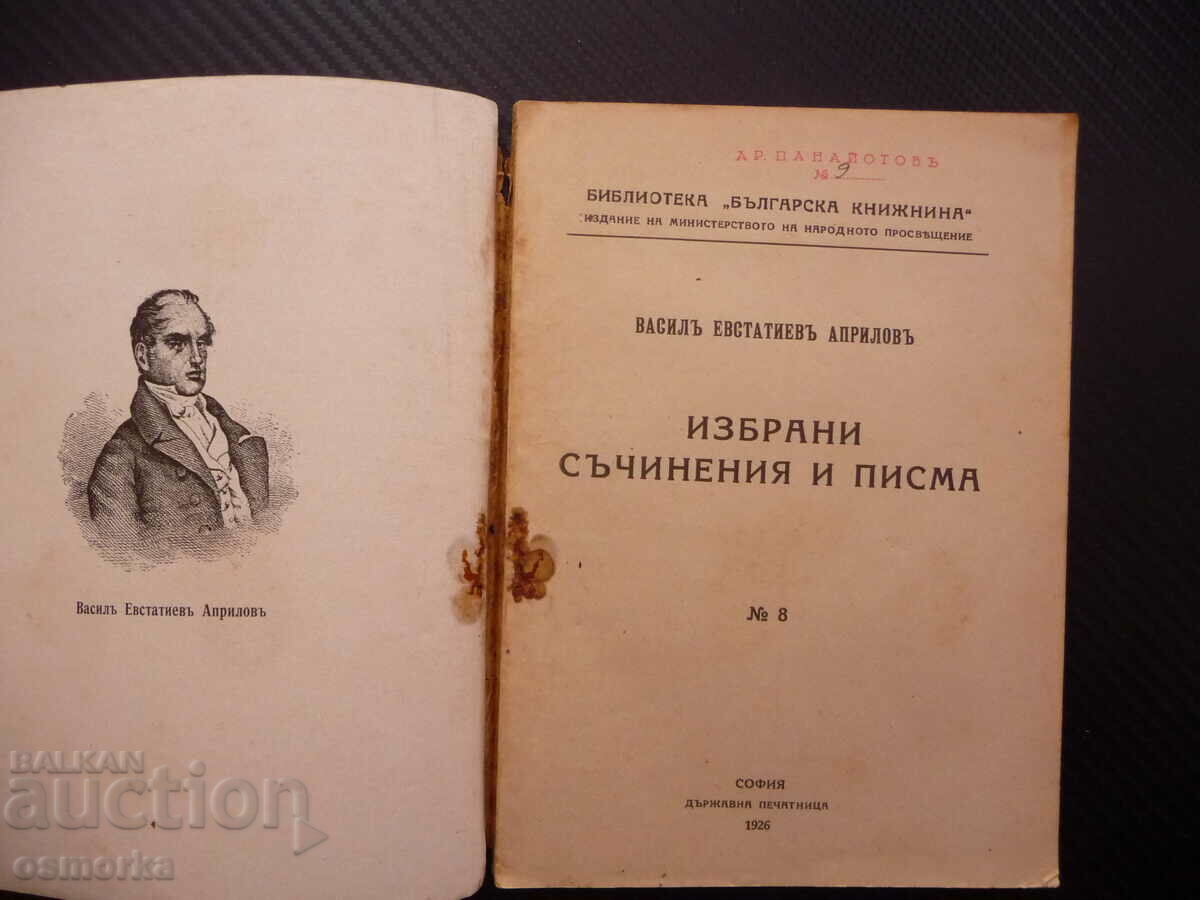 Василъ Евстатиевъ Априловъ
АР. ПАНАЙОТОВЪ
№ 9
БИБЛИОТЕКА „БЪЛГАРСКА КНИЖНИНА“
ИЗДАНИЕ НА МИНИСТЕРСТВОТО НА НАРОДНОТО ПРОСВѢЩЕНИЕ
ВАСИЛЪ ЕВСТАТИЕВЪ АПРИЛОВЪ
ИЗБРАНИ
СЪЧИНЕНИЯ И ПИСМА
№ 8
СОФИЯ
ДЪРЖАВНА ПЕЧАТНИЦА
1926
BALKAN
auction
osmorka